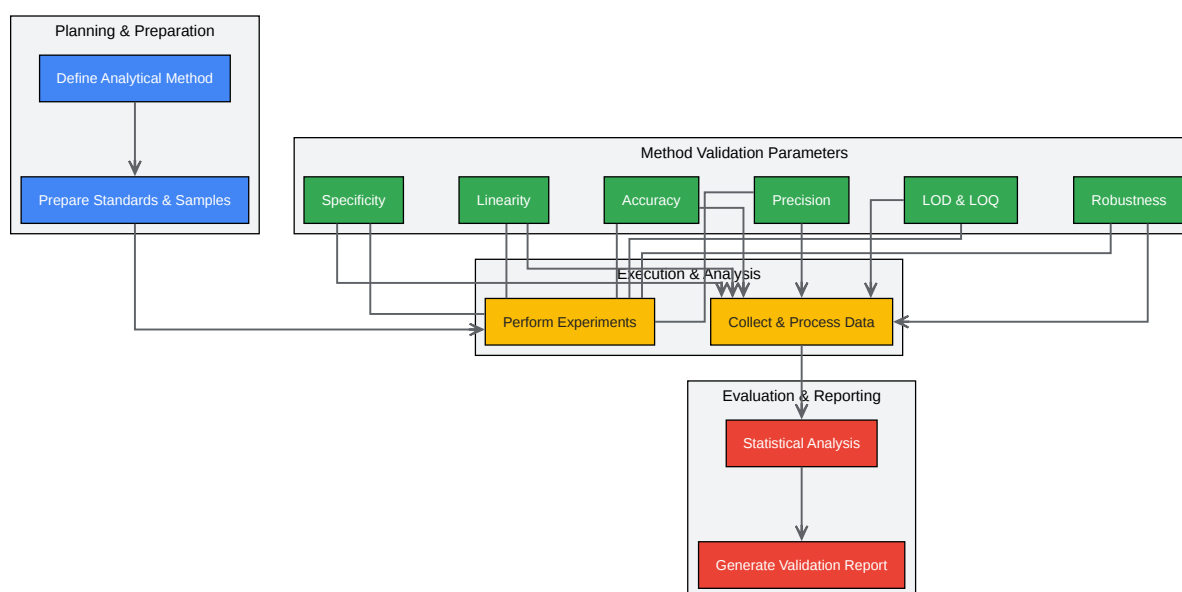 Planning & Preparation
Define Analytical Method
Prepare Standards & Samples
Method Validation Parameters
Specificity
Linearity
Accuracy
Precision
LOD & LOQ
Robustness
Execution & Analysis
Perform Experiments
Collect & Process Data
Evaluation & Reporting
Statistical Analysis
Generate Validation Report